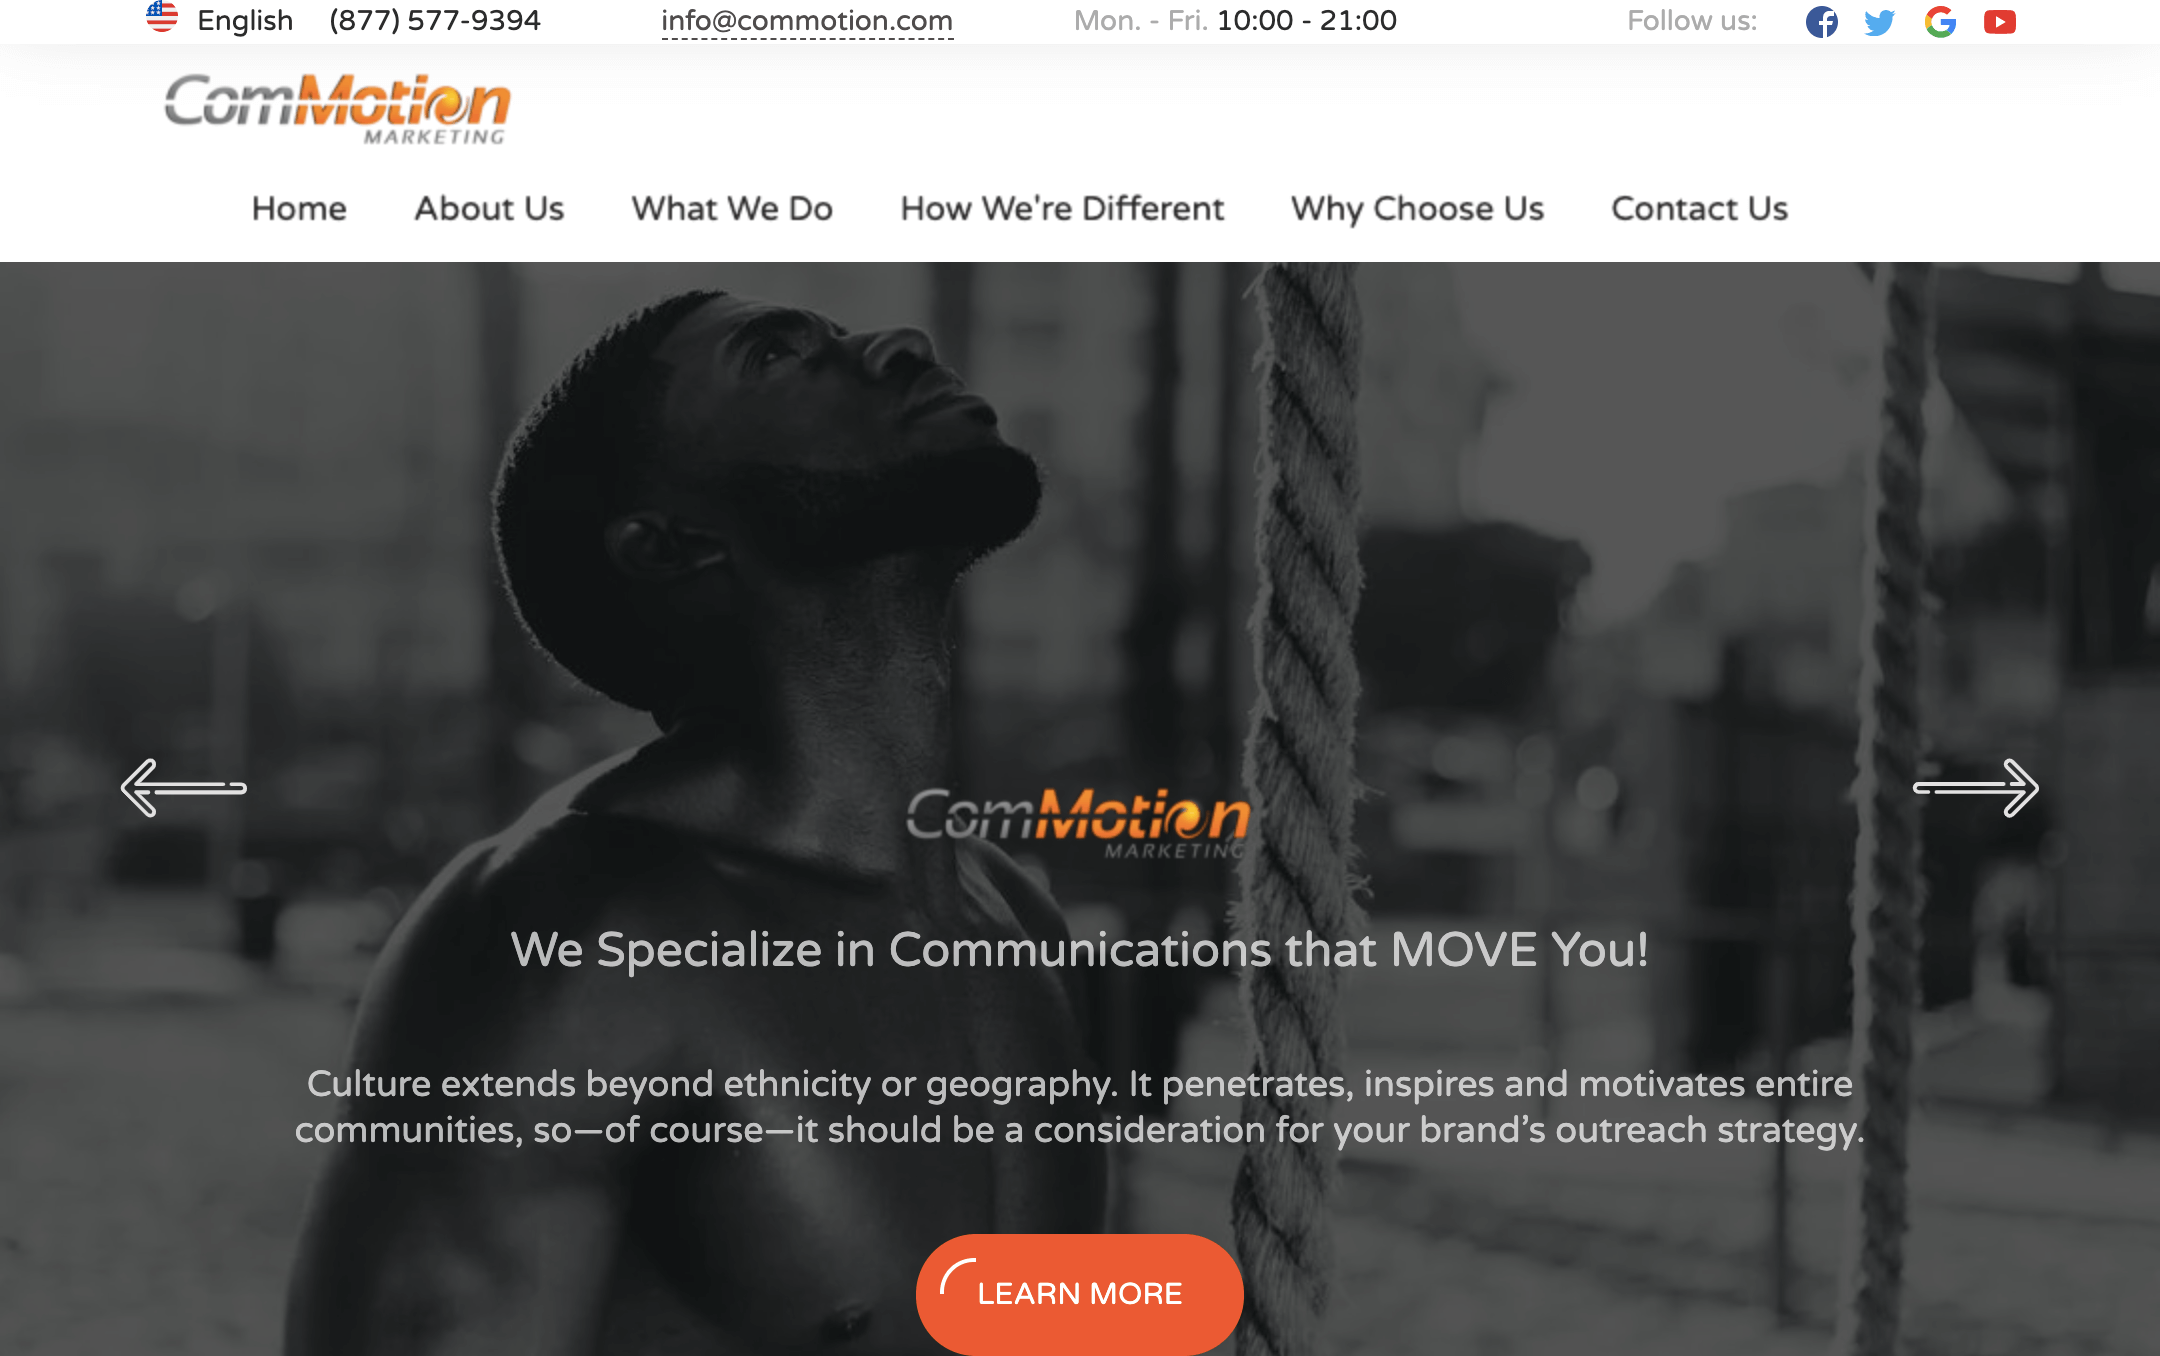 English (877) 577-9394 info@commotion.com Mon. - Fri. 10:00 - 21:00 Follow us:
ComMotion
MARKETING
Home About Us What We Do How We're Different Why Choose Us Contact Us
ComMotion
MARKETING
We Specialize in Communications that MOVE You!
Culture extends beyond ethnicity or geography. It penetrates, inspires and motivates entire
communities, so—of course—it should be a consideration for your brand’s outreach strategy.
LEARN MORE